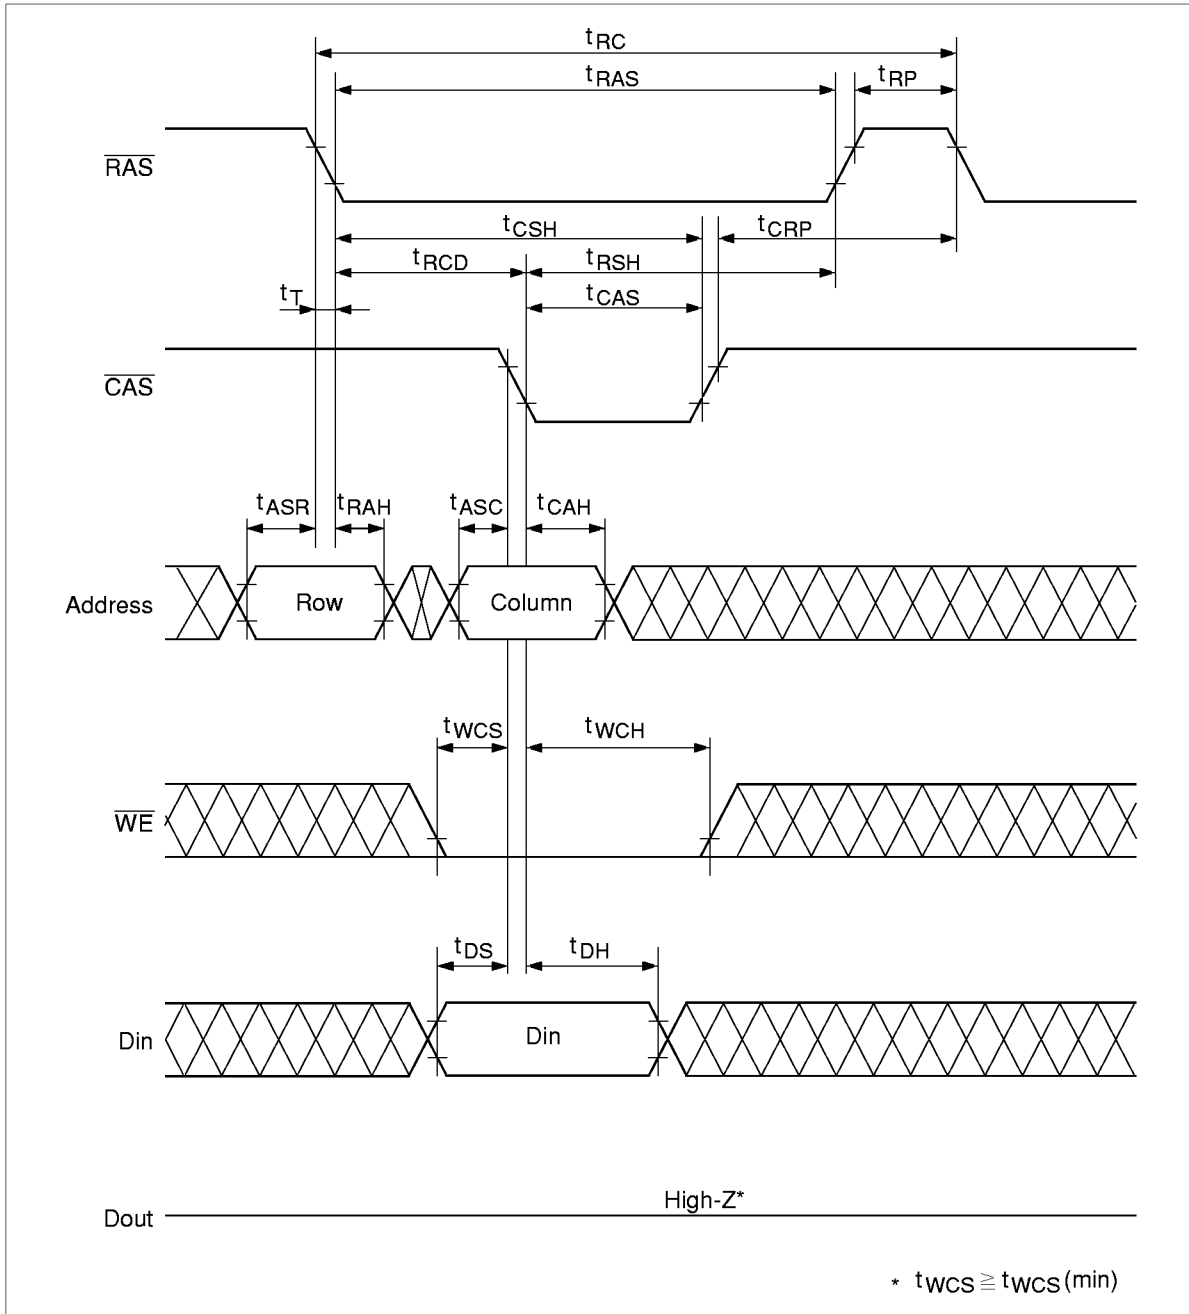 tRC
tRAS
tRP
RAS
tCSH
tCRP
tRCD
tRSH
tT
tCAS
CAS
tASR
tRAH
tASC
tCAH
Address
Row
Column
tWCS
tWCH
WE
tDS
tDH
Din
Din
High-Z*
Dout
* tWCS ≧ tWCS (min)